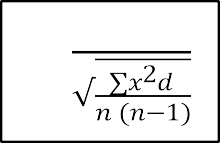 √ ∑x²d
n (n−1)